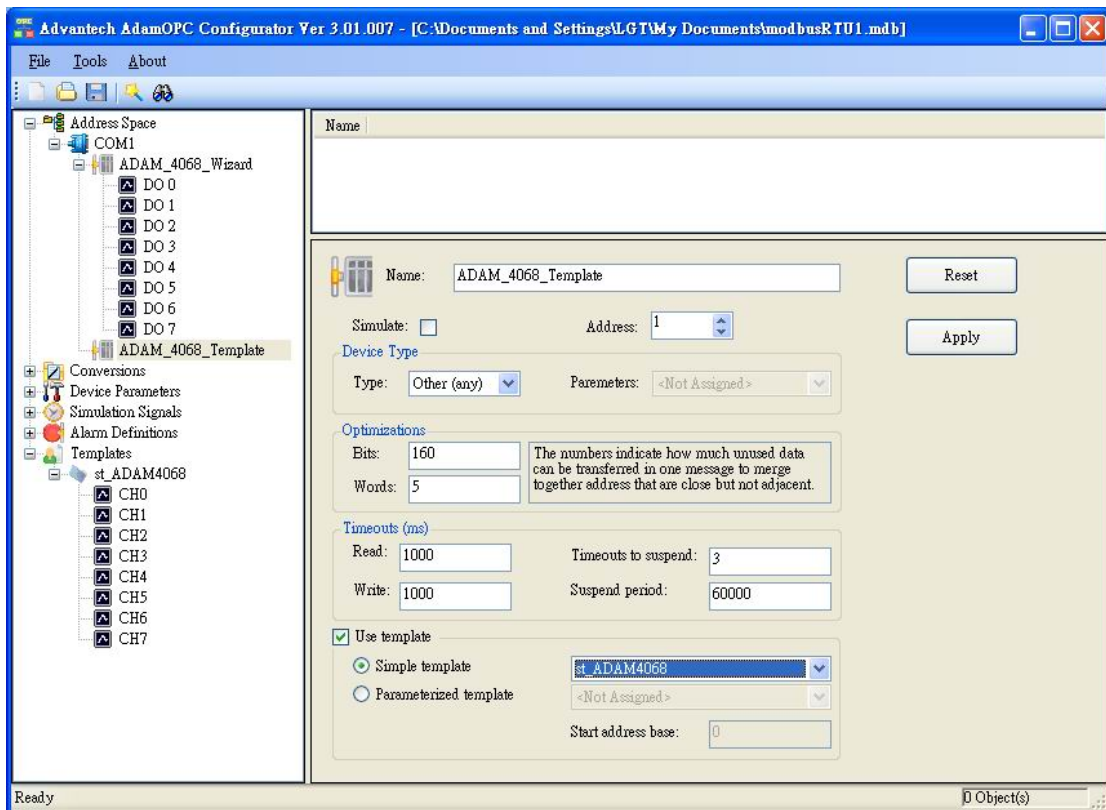 Advantech AdamOPC Configurator Ver 3.01.007 - [C:\Documents and Settings\LGT\My Documents\modbusRTU1.mdb]
File Tools About
Address Space
COM1
ADAM_4068_Wizard
DO 0
DO 1
DO 2
DO 3
DO 4
DO 5
DO 6
DO 7
ADAM_4068_Template
Conversions
Device Parameters
Simulation Signals
Alarm Definitions
Templates
st_ADAM4068
CH0
CH1
CH2
CH3
CH4
CH5
CH6
CH7
Name
Name: ADAM_4068_Template
Reset
Simulate: Address: 1
Apply
Device Type
Type: Other (any) Paremeters: <Not Assigned>
Optimizations
Bits: 160
Words: 5
The numbers indicate how much unused data
can be transferred in one message to merge
together address that are close but not adjacent.
Timeouts (ms)
Read: 1000 Timeouts to suspend: 3
Write: 1000 Suspend period: 60000
Use template
Simple template st_ADAM4068
Parameterized template <Not Assigned>
Start address base: 0
Ready 0 Object(s)